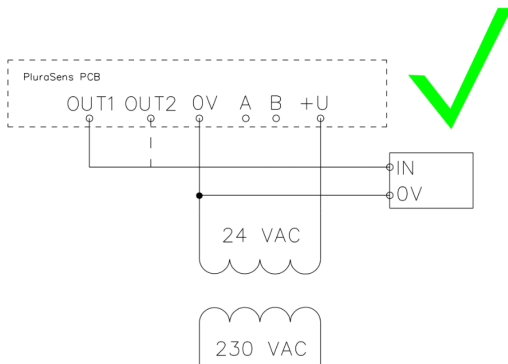 PluraSens PCB
OUT1 OUT2 0V A B +U
IN
0V
24 VAC
230 VAC